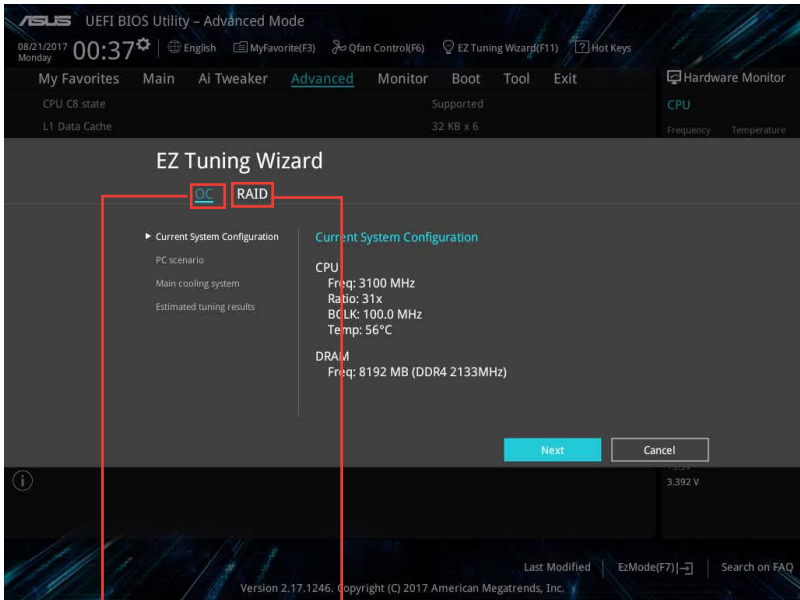 ASUS UEFI BIOS Utility – Advanced Mode
08/21/2017 Monday 00:37 English MyFavorite(F3) Qfan Control(F6) EZ Tuning Wizard(F11) ? Hot Keys
My Favorites Main Ai Tweaker Advanced Monitor Boot Tool Exit Hardware Monitor
CPU C8 state Supported CPU
L1 Data Cache 32 KB x 6 Frequency Temperature
EZ Tuning Wizard
OC RAID
Current System Configuration
PC scenario
Main cooling system
Estimated tuning results
Current System Configuration
CPU
Freq: 3100 MHz
Ratio: 31x
BCLK: 100.0 MHz
Temp: 56°C
DRAM
Freq: 8192 MB (DDR4 2133MHz)
Next Cancel
i
3.392 V
Last Modified EzMode(F7) Search on FAQ
Version 2.17.1246. Copyright (C) 2017 American Megatrends, Inc.